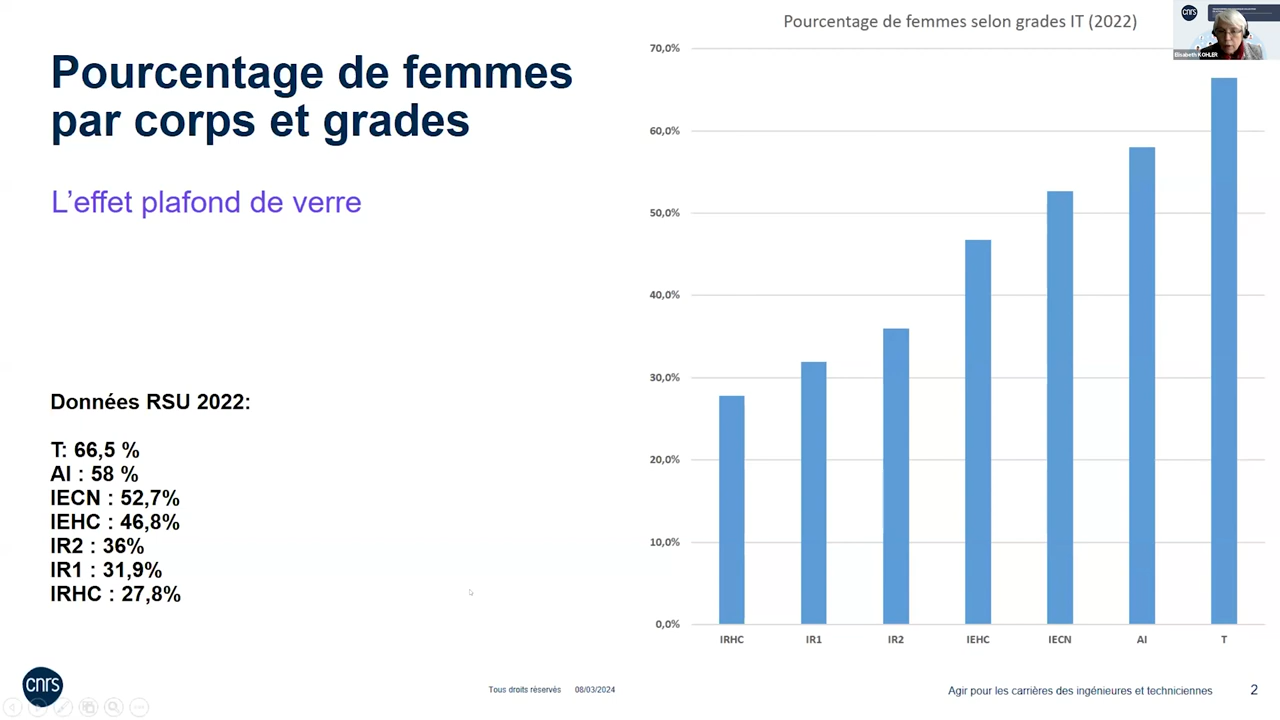 Pourcentage de femmes
par corps et grades
L'effet plafond de verre
Données RSU 2022:
T: 66,5 %
AI : 58 %
IECN : 52,7%
IEHC : 46,8%
IR2 : 36%
IR1 : 31,9%
IRHC : 27,8%
Pourcentage de femmes selon grades IT (2022)
70,0%
60,0%
50,0%
40,0%
30,0%
20,0%
10,0%
0,0%
IRHC IR1 IR2 IEHC IECN AI T
cnrs
Elisabeth KOHLER
cnrs
Tous droits réservés 08/03/2024
Agir pour les carrières des ingénieures et techniciennes 2